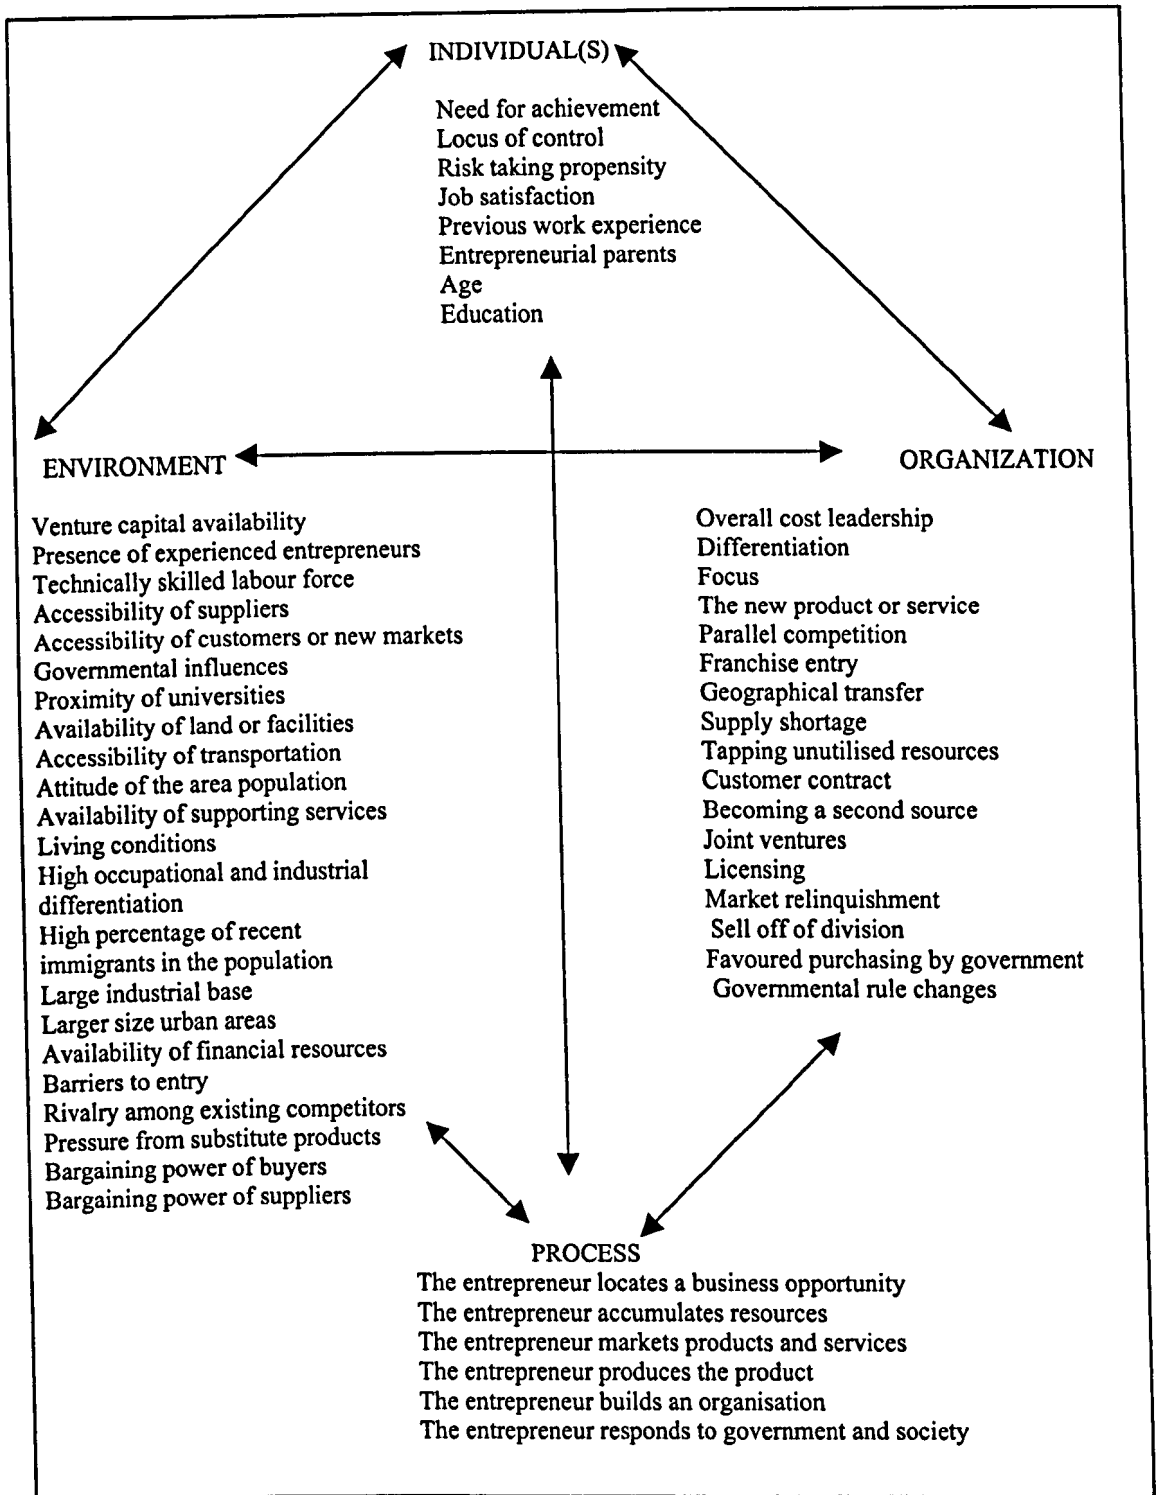 INDIVIDUAL(S)
Need for achievement
Locus of control
Risk taking propensity
Job satisfaction
Previous work experience
Entrepreneurial parents
Age
Education
ENVIRONMENT
Venture capital availability
Presence of experienced entrepreneurs
Technically skilled labour force
Accessibility of suppliers
Accessibility of customers or new markets
Governmental influences
Proximity of universities
Availability of land or facilities
Accessibility of transportation
Attitude of the area population
Availability of supporting services
Living conditions
High occupational and industrial
differentiation
High percentage of recent
immigrants in the population
Large industrial base
Larger size urban areas
Availability of financial resources
Barriers to entry
Rivalry among existing competitors
Pressure from substitute products
Bargaining power of buyers
Bargaining power of suppliers
ORGANIZATION
Overall cost leadership
Differentiation
Focus
The new product or service
Parallel competition
Franchise entry
Geographical transfer
Supply shortage
Tapping unutilised resources
Customer contract
Becoming a second source
Joint ventures
Licensing
Market relinquishment
Sell off of division
Favoured purchasing by government
Governmental rule changes
PROCESS
The entrepreneur locates a business opportunity
The entrepreneur accumulates resources
The entrepreneur markets products and services
The entrepreneur produces the product
The entrepreneur builds an organisation
The entrepreneur responds to government and society